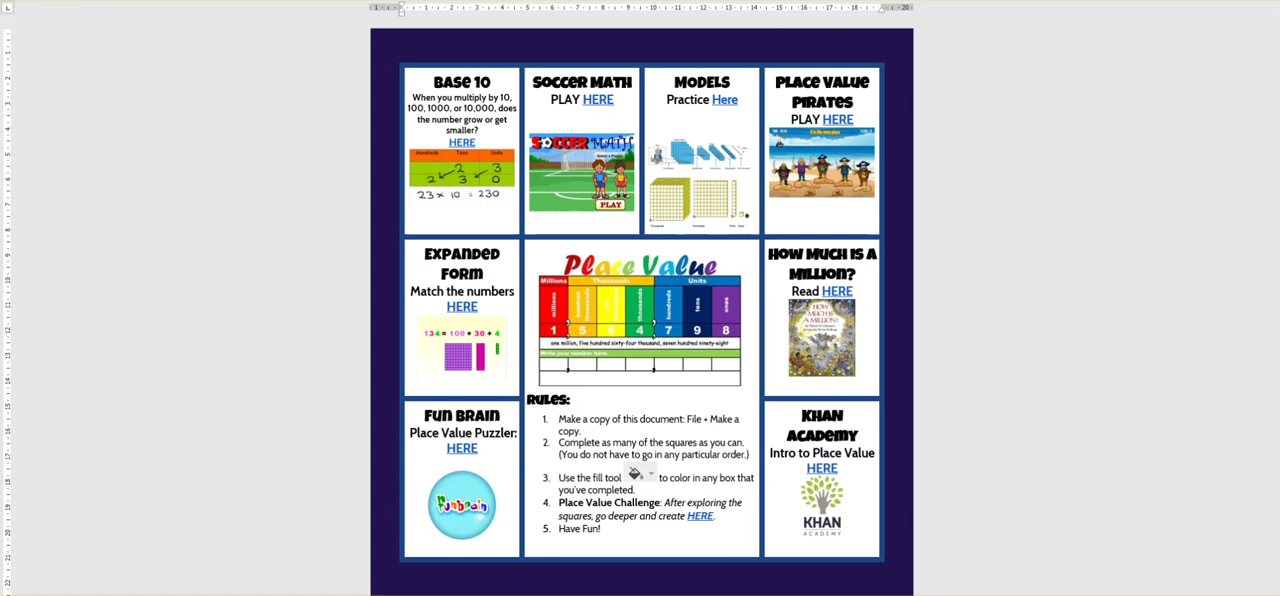 BASE 10
When you multiply by 10,
100, 1000, or 10,000, does
the number grow or get
smaller?
HERE
Hundreds Tens Units
2 3
2 3 0
23 x 10 = 230
SOCCER MATH
PLAY HERE
SOCCER MATH
PLAY
MODELS
Practice Here
PLACE VALUE
PIRATES
PLAY HERE
EXPANDED
FORM
Match the numbers
HERE
134 = 100 + 30 + 4
Place Value
Millions Thousands Units
millions hundred thousands thousands hundreds tens ones
1 5 6 4 7 9 8
one million, five hundred sixty-four thousand, seven hundred ninety-eight
Write your number here.
HOW MUCH IS A
MILLION?
Read HERE
HOW
MUCH IS
A MILLION?
FUN BRAIN
Place Value Puzzler:
HERE
Funbrain
RULES:
1. Make a copy of this document: File + Make a
copy.
2. Complete as many of the squares as you can.
(You do not have to go in any particular order.)
3. Use the fill tool to color in any box that
you've completed.
4. Place Value Challenge: After exploring the
squares, go deeper and create HERE.
5. Have Fun!
KHAN
ACADEMY
Intro to Place Value
HERE
KHAN
ACADEMY